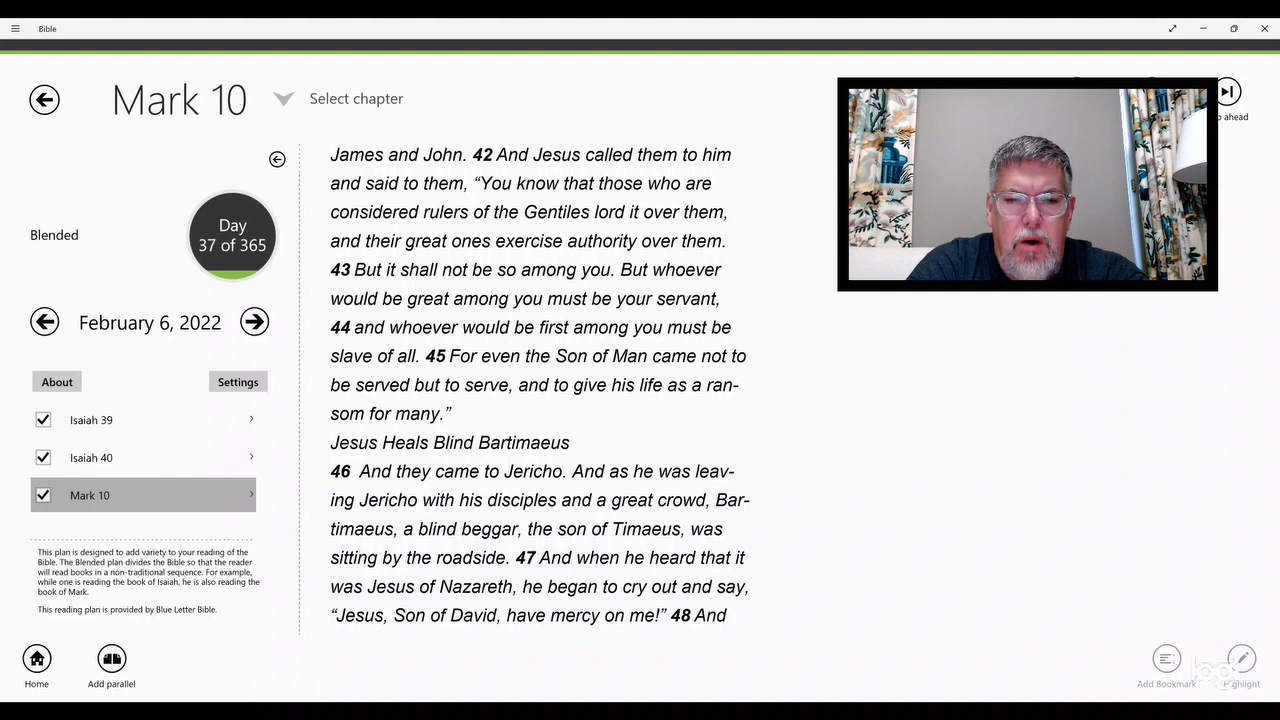 Bible
Mark 10
Select chapter
ahead
Blended
Day
37 of 365
February 6, 2022
About
Settings
Isaiah 39
Isaiah 40
Mark 10
This plan is designed to add variety to your reading of the
Bible. The Blended plan divides the Bible so that the reader
will read books in a non-traditional sequence. For example,
while one is reading the book of Isaiah, he is also reading the
book of Mark.
This reading plan is provided by Blue Letter Bible.
James and John. 42 And Jesus called them to him
and said to them, “You know that those who are
considered rulers of the Gentiles lord it over them,
and their great ones exercise authority over them.
43 But it shall not be so among you. But whoever
would be great among you must be your servant,
44 and whoever would be first among you must be
slave of all. 45 For even the Son of Man came not to
be served but to serve, and to give his life as a ran-
som for many.”
Jesus Heals Blind Bartimaeus
46 And they came to Jericho. And as he was leav-
ing Jericho with his disciples and a great crowd, Bar-
timaeus, a blind beggar, the son of Timaeus, was
sitting by the roadside. 47 And when he heard that it
was Jesus of Nazareth, he began to cry out and say,
“Jesus, Son of David, have mercy on me!” 48 And
Home
Add parallel
Add Bookmark
Highlight
logi